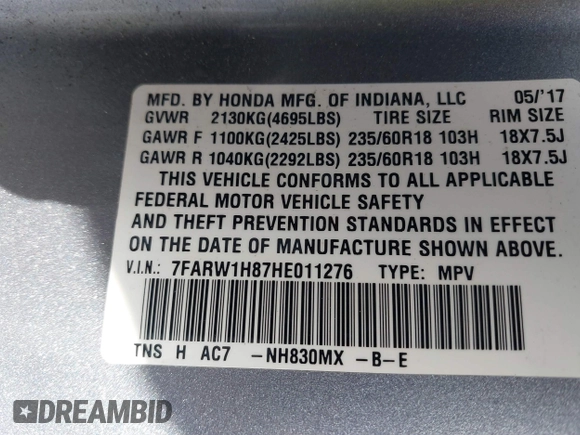 MFD. BY HONDA MFG. OF INDIANA, LLC 05/'17
GVWR 2130KG(4695LBS) TIRE SIZE RIM SIZE
GAWR F 1100KG(2425LBS) 235/60R18 103H 18X7.5J
GAWR R 1040KG(2292LBS) 235/60R18 103H 18X7.5J
THIS VEHICLE CONFORMS TO ALL APPLICABLE
FEDERAL MOTOR VEHICLE SAFETY
AND THEFT PREVENTION STANDARDS IN EFFECT
ON THE DATE OF MANUFACTURE SHOWN ABOVE.
V.I.N.: 7FARW1H87HE011276 TYPE: MPV
TNS H AC7 -NH830MX -B-E
DREAMBID